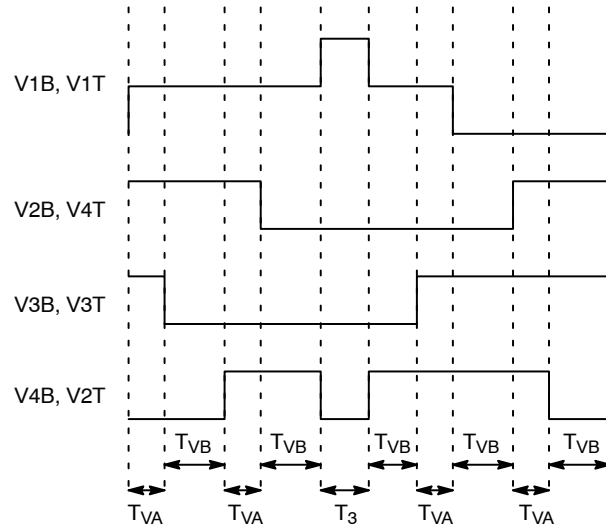 V1B, V1T
V2B, V4T
V3B, V3T
V4B, V2T
TVB TVB TVB TVB TVB
TVA TVA T3 TVA TVA